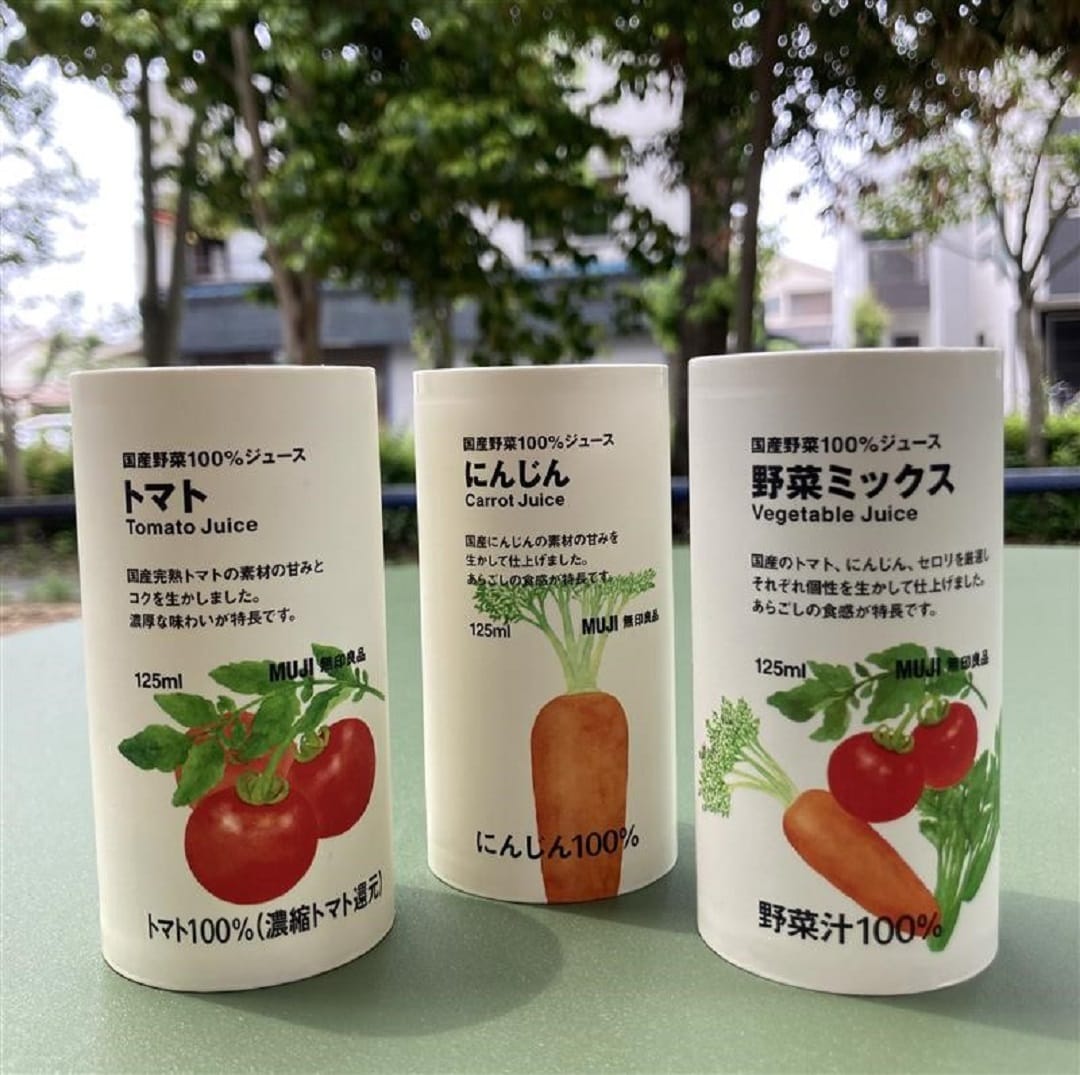 国産野菜100%ジュース
トマト
Tomato Juice
国産完熟トマトの素材の甘みと
コクを生かしました。
濃厚な味わいが特長です。
125ml
MUJI 無印良品
トマト100%(濃縮トマト還元)
国産野菜100%ジュース
にんじん
Carrot Juice
国産にんじんの素材の甘みを
生かして仕上げました。
あらごしの食感が特長です。
125ml
MUJI 無印良品
にんじん100%
国産野菜100%ジュース
野菜ミックス
Vegetable Juice
国産のトマト、にんじん、セロリを厳選し
それぞれ個性を生かして仕上げました。
あらごしの食感が特長です。
125ml
MUJI 無印良品
野菜汁100%